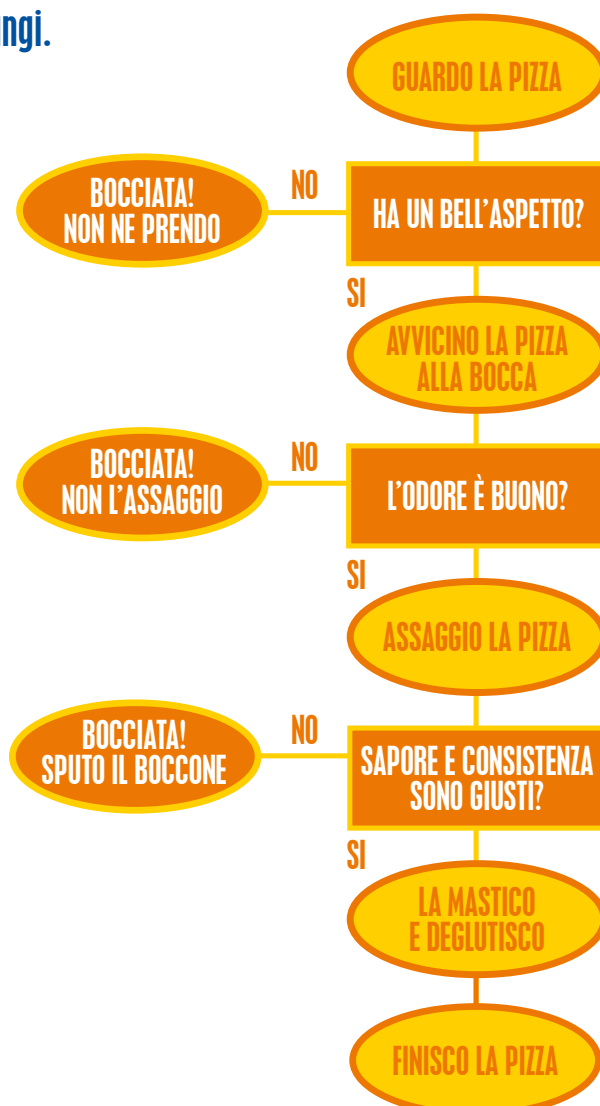 GUARDO LA PIZZA
BOCCIATA!
NON NE PRENDO
NO
HA UN BELL'ASPETTO?
SI
AVVICINO LA PIZZA
ALLA BOCCA
BOCCIATA!
NON L'ASSAGGIO
NO
L'ODORE È BUONO?
SI
ASSAGGIO LA PIZZA
BOCCIATA!
SPUTO IL BOCCONE
NO
SAPORE E CONSISTENZA
SONO GIUSTI?
SI
LA MASTICO
E DEGLUTISCO
FINISCO LA PIZZA